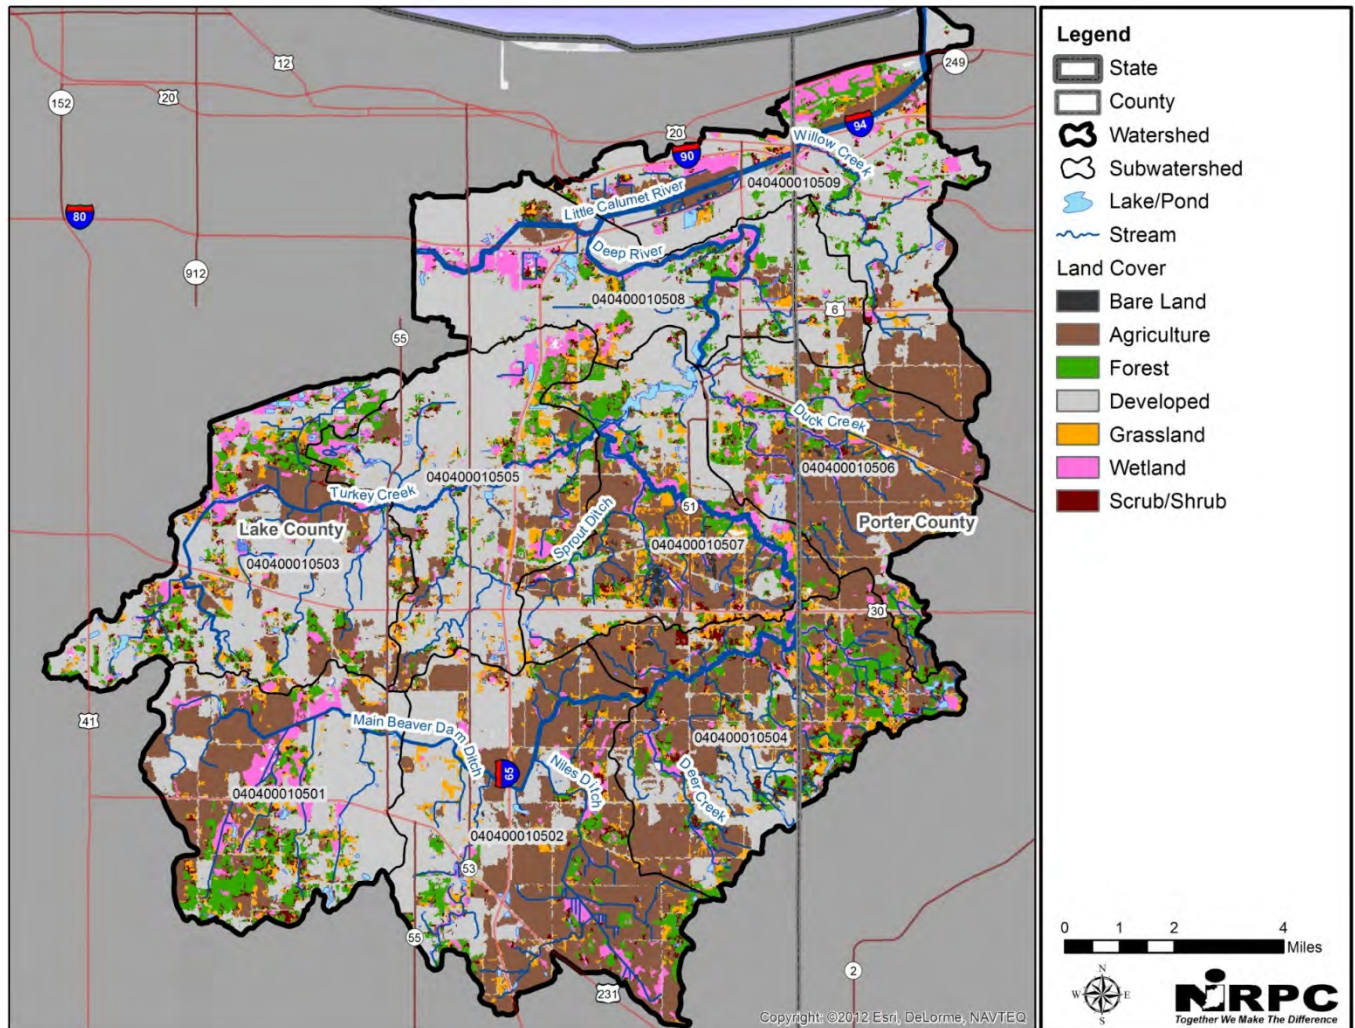 12
249
152
20
20
94
90
Willow Creek
040400010509
80
Little Calumet River
Deep River
912
040400010508
6
55
Duck Creek
040400010506
040400010505
Turkey Creek
51
Lake County
Sprout Ditch
Porter County
040400010507
040400010503
30
41
Main Beaver Dam Ditch
040400010504
65
Niles Ditch
Deer Creek
040400010501
040400010502
53
55
2
231
Copyright: ©2012 Esri, DeLorme, NAVTEQ
Legend
State
County
Watershed
Subwatershed
Lake/Pond
Stream
Land Cover
Bare Land
Agriculture
Forest
Developed
Grassland
Wetland
Scrub/Shrub
0 1 2 4
Miles
N
W E
S
NIRPC
Together We Make The Difference